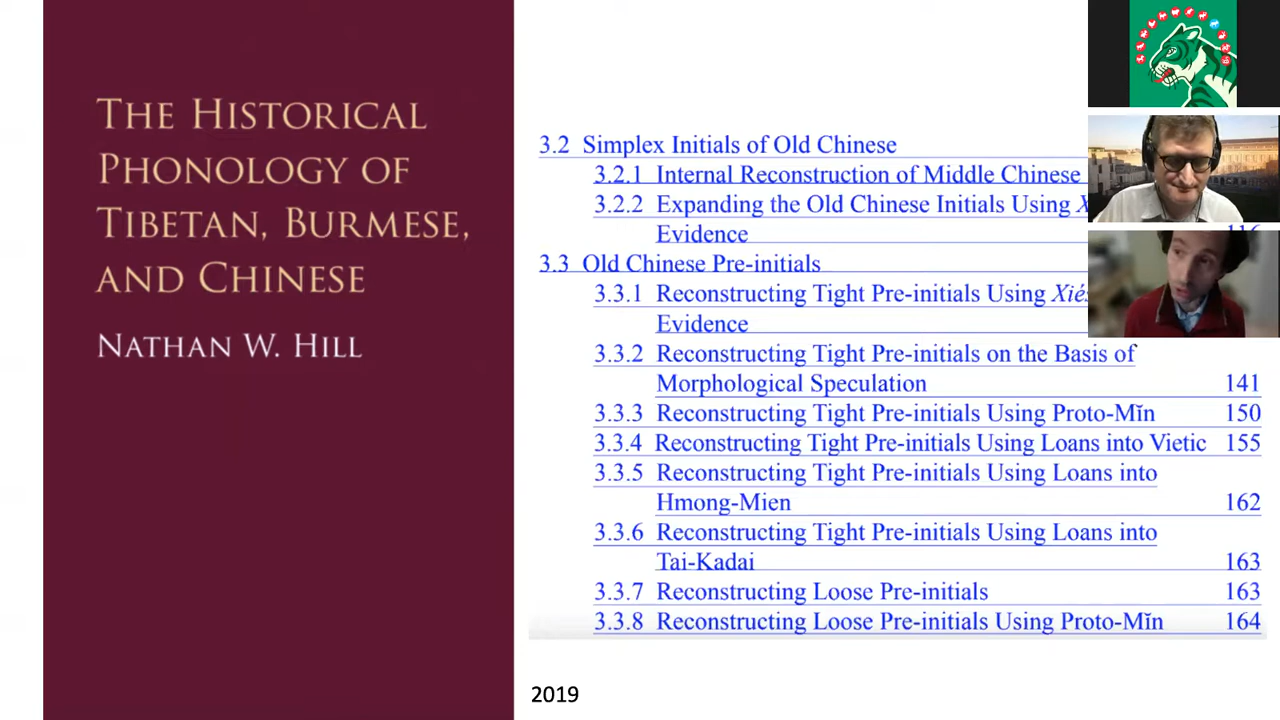 THE HISTORICAL
PHONOLOGY OF
TIBETAN, BURMESE,
AND CHINESE
NATHAN W. HILL
3.2 Simplex Initials of Old Chinese
3.2.1 Internal Reconstruction of Middle Chinese
3.2.2 Expanding the Old Chinese Initials Using
Evidence
3.3 Old Chinese Pre-initials
3.3.1 Reconstructing Tight Pre-initials Using
Evidence
3.3.2 Reconstructing Tight Pre-initials on the Basis of
Morphological Speculation 141
3.3.3 Reconstructing Tight Pre-initials Using Proto-Mǐn 150
3.3.4 Reconstructing Tight Pre-initials Using Loans into Vietic 155
3.3.5 Reconstructing Tight Pre-initials Using Loans into
Hmong-Mien 162
3.3.6 Reconstructing Tight Pre-initials Using Loans into
Tai-Kadai 163
3.3.7 Reconstructing Loose Pre-initials 163
3.3.8 Reconstructing Loose Pre-initials Using Proto-Mǐn 164
2019